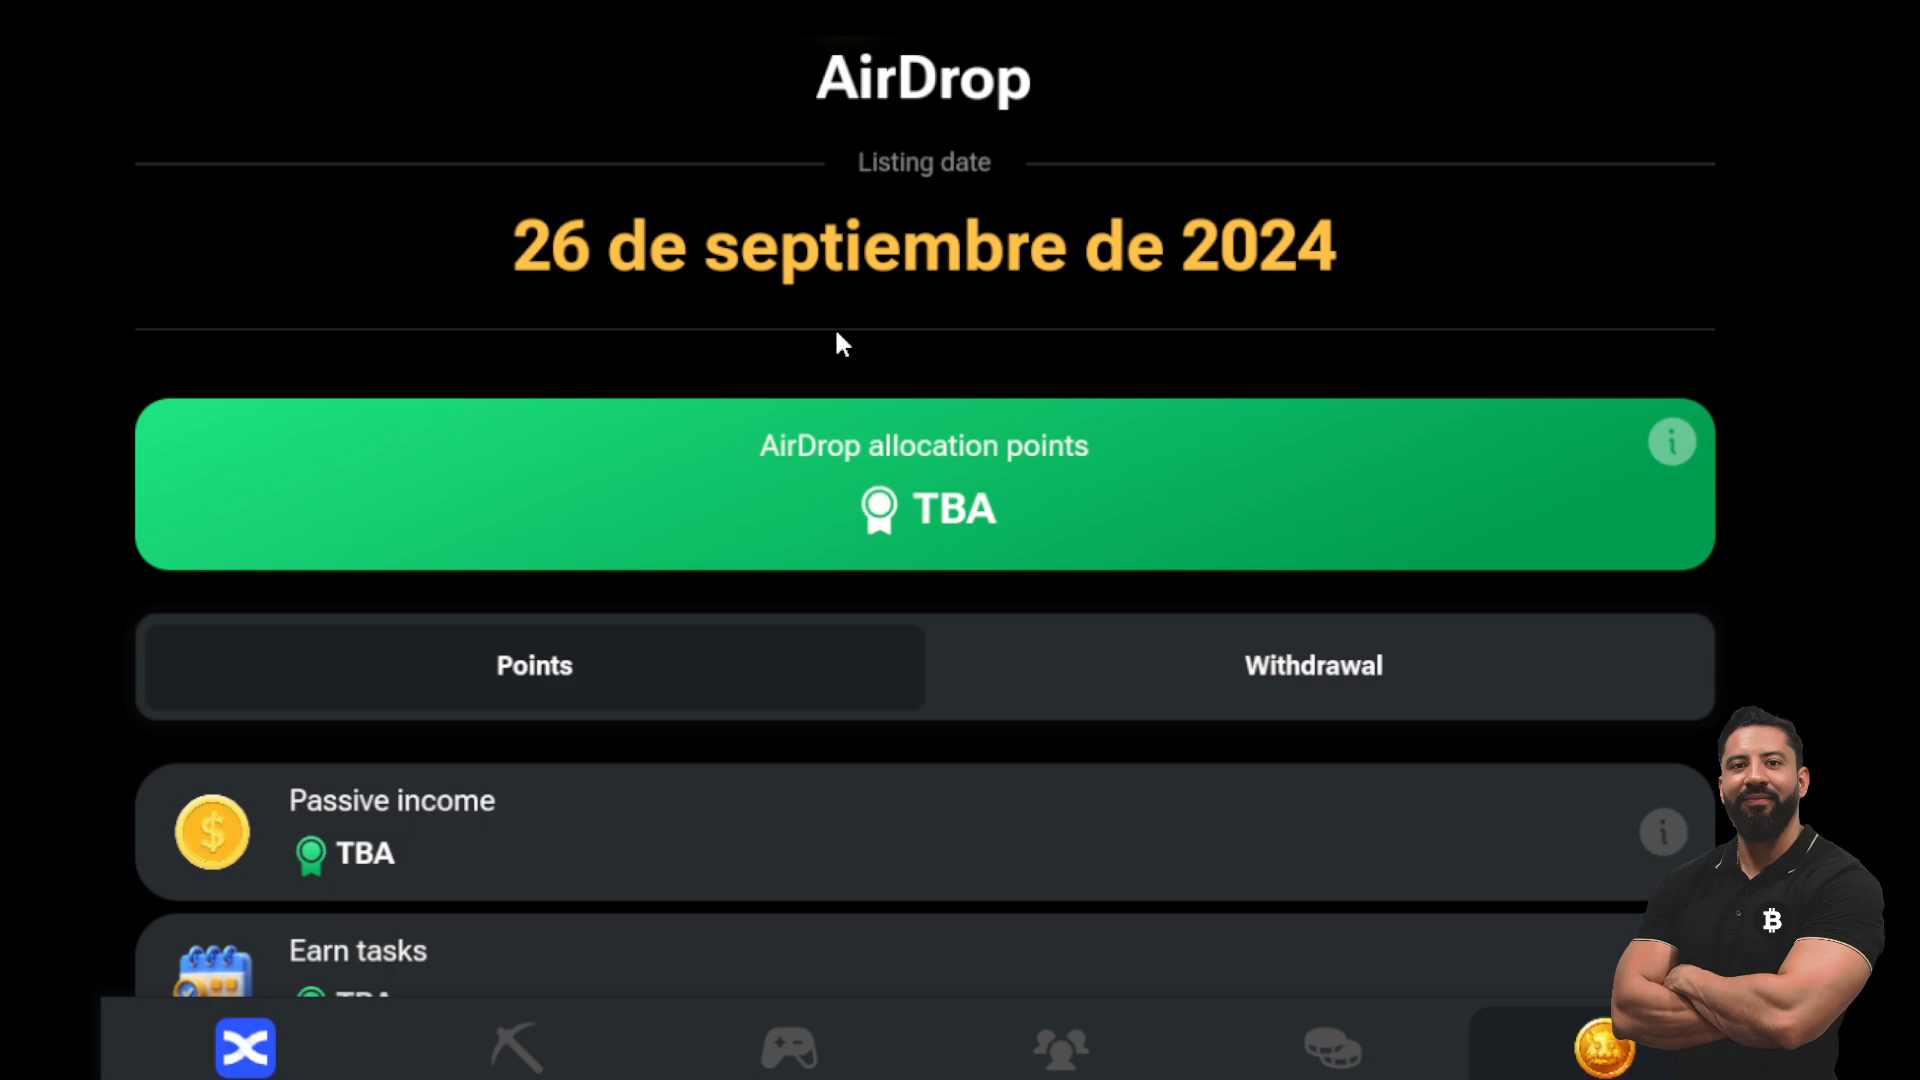 AirDrop
Listing date
26 de septiembre de 2024
AirDrop allocation points
TBA
Points
Withdrawal
Passive income
TBA
Earn tasks
TBA